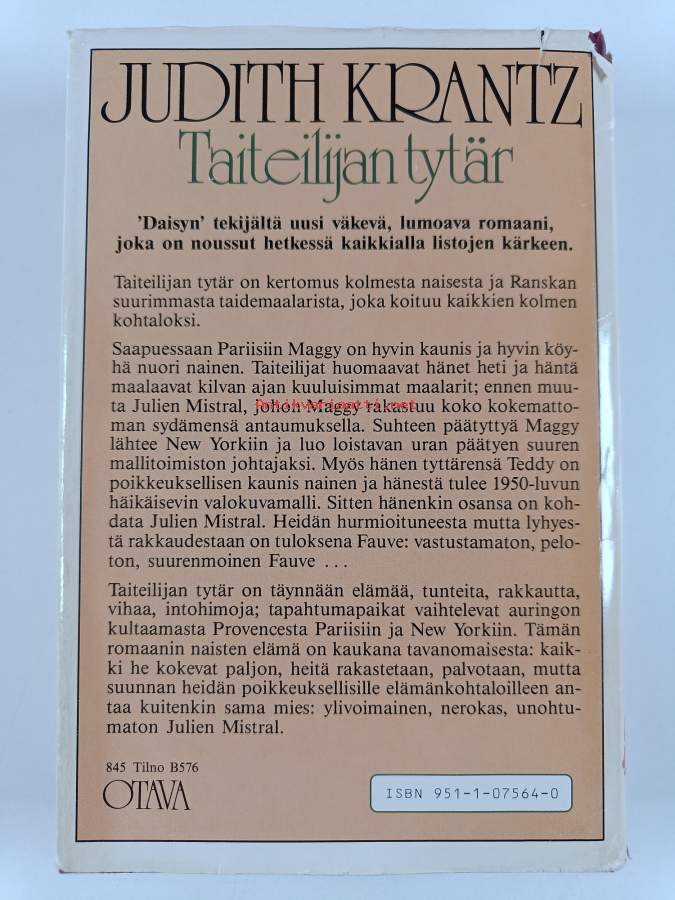 JUDITH KRANTZ
Taiteilijan tytär
'Daisyn' tekijältä uusi väkevä, lumoava romaani,
joka on noussut hetkessä kaikkialla listojen kärkeen.
Taiteilijan tytär on kertomus kolmesta naisesta ja Ranskan
suurimmasta taidemaalarista, joka koituu kaikkien kolmen
kohtaloksi.
Saapuessaan Pariisiin Maggy on hyvin kaunis ja hyvin köy-
hä nuori nainen. Taiteilijat huomaavat hänet heti ja häntä
maalaavat kilvan ajan kuuluisimmat maalarit; ennen muu-
ta Julien Mistral, johon Maggy rakastuu koko kokematto-
Antikvariaatti.net
man sydämensä antaumuksella. Suhteen päätyttyä Maggy
lähtee New Yorkiin ja luo loistavan uran päätyen suuren
mallitoimiston johtajaksi. Myös hänen tyttärensä Teddy on
poikkeuksellisen kaunis nainen ja hänestä tulee 1950-luvun
häikäisevin valokuvamalli. Sitten hänenkin osansa on koh-
data Julien Mistral. Heidän hurmioituneesta mutta lyhyes-
tä rakkaudestaan on tuloksena Fauve: vastustamaton, pelo-
ton, suurenmoinen Fauve ...
Taiteilijan tytär on täynnään elämää, tunteita, rakkautta,
vihaa, intohimoja; tapahtumapaikat vaihtelevat auringon
kultaamasta Provencesta Pariisiin ja New Yorkiin. Tämän
romaanin naisten elämä on kaukana tavanomaisesta: kaik-
ki he kokevat paljon, heitä rakastetaan, palvotaan, mutta
suunnan heidän poikkeuksellisille elämänkohtaloilleen an-
taa kuitenkin sama mies: ylivoimainen, nerokas, unohtu-
maton Julien Mistral.
845 Tilno B576
OTAVA
ISBN 951-1-07564-0